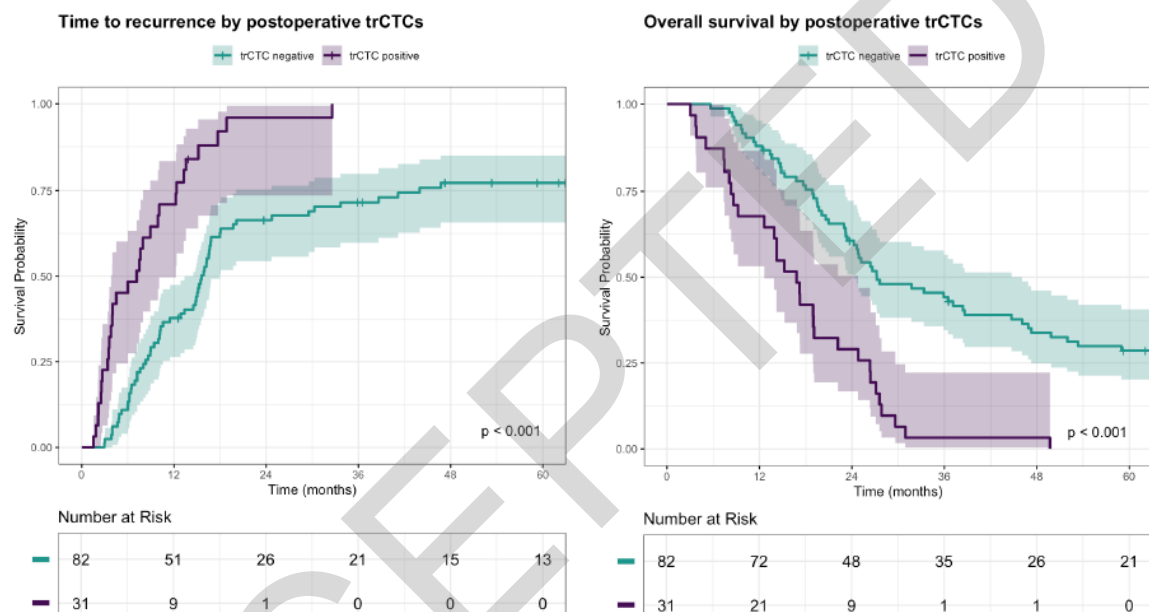 Time to recurrence by postoperative trCTCs
trCTC negative trCTC positive
1.00
0.75
0.50
0.25
0.00
Survival Probability
p < 0.001
0 12 24 36 48 60
Time (months)
Number at Risk
82 51 26 21 15 13
31 9 1 0 0 0
Overall survival by postoperative trCTCs
trCTC negative trCTC positive
1.00
0.75
0.50
0.25
0.00
Survival Probability
p < 0.001
0 12 24 36 48 60
Time (months)
Number at Risk
82 72 48 35 26 21
31 21 9 1 1 0
CEPTED